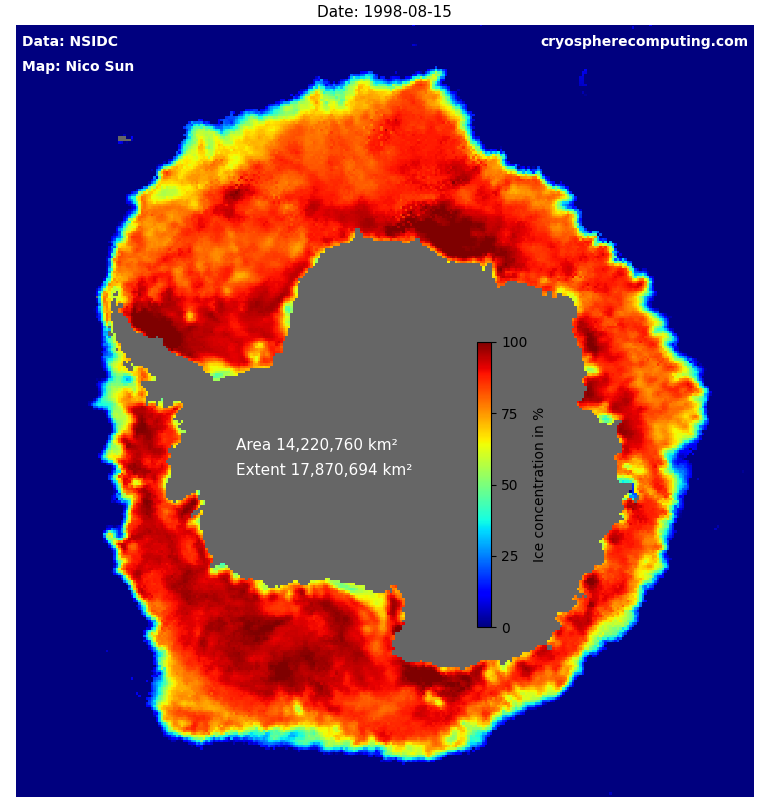 Date: 1998-08-15
Data: NSIDC
cryospherecomputing.com
Map: Nico Sun
100
75
50
25
0
Ice concentration in %
Area 14,220,760 km²
Extent 17,870,694 km²